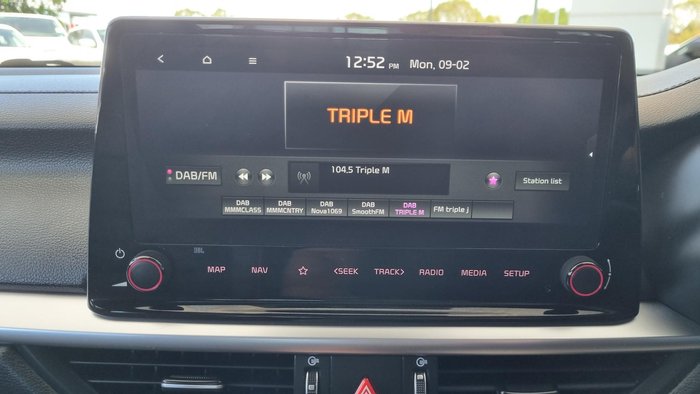 12:52 PM Mon, 09-02
TRIPLE M
DAB/FM
104.5 Triple M
Station list
DAB MMMCLASS
DAB MMMCNTRY
DAB Nova1069
DAB SmoothFM
DAB TRIPLE M
FM triple j
JBL
MAP NAV <SEEK TRACK> RADIO MEDIA SETUP